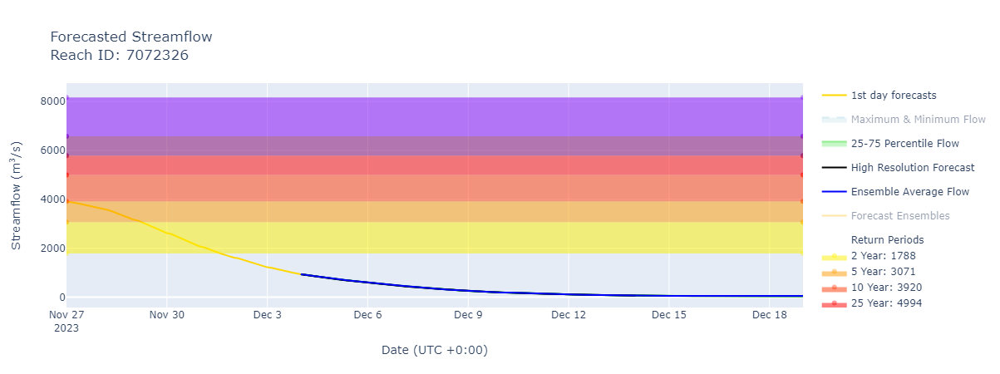 Forecasted Streamflow
Reach ID: 7072326
Streamflow (m³/s)
8000
6000
4000
2000
0
Nov 27
2023
Nov 30
Dec 3
Dec 6
Dec 9
Dec 12
Dec 15
Dec 18
Date (UTC +0:00)
1st day forecasts
Maximum & Minimum Flow
25-75 Percentile Flow
High Resolution Forecast
Ensemble Average Flow
Forecast Ensembles
Return Periods
2 Year: 1788
5 Year: 3071
10 Year: 3920
25 Year: 4994